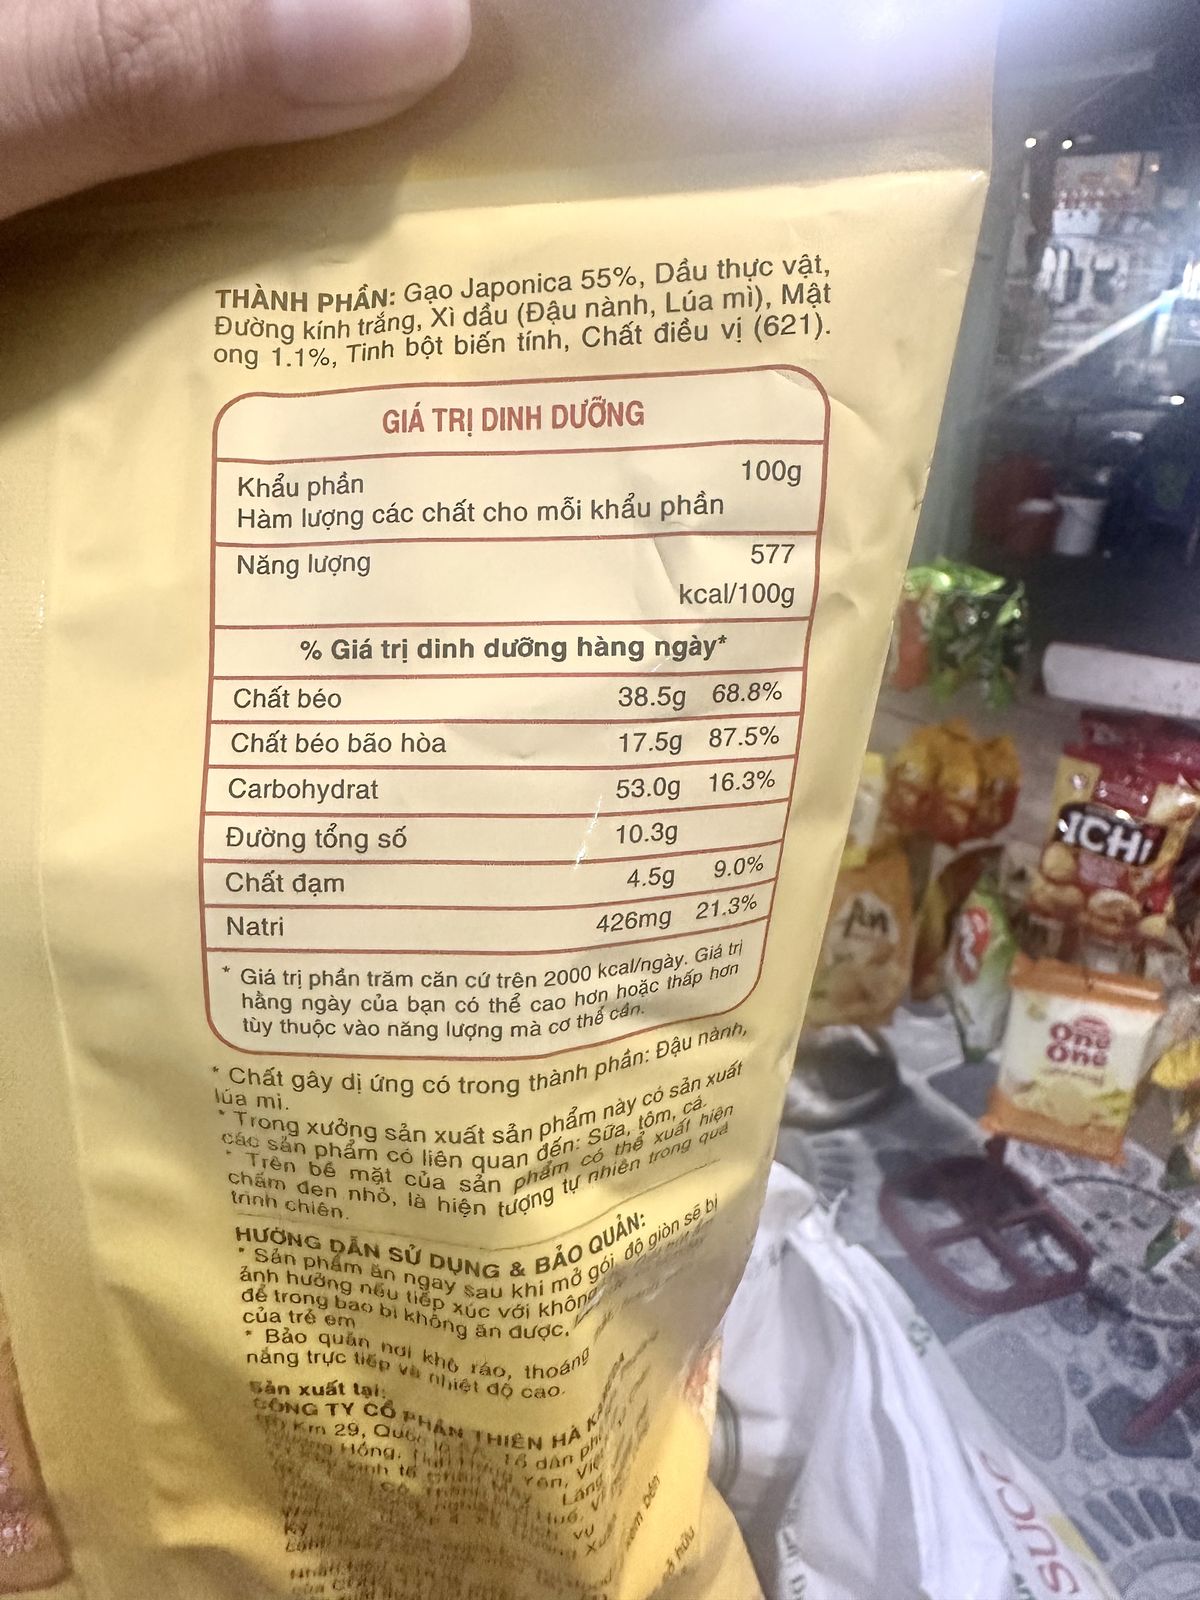 THÀNH PHẦN: Gạo Japonica 55%, Dầu thực vật,
Đường kính trắng, Xì dầu (Đậu nành, Lúa mì), Mật
ong 1.1%, Tinh bột biến tính, Chất điều vị (621).
GIÁ TRỊ DINH DƯỠNG
Khẩu phần 100g
Hàm lượng các chất cho mỗi khẩu phần
Năng lượng 577
kcal/100g
% Giá trị dinh dưỡng hàng ngày*
Chất béo 38.5g 68.8%
Chất béo bão hòa 17.5g 87.5%
Carbohydrat 53.0g 16.3%
Đường tổng số 10.3g
Chất đạm 4.5g 9.0%
Natri 426mg 21.3%
* Giá trị phần trăm căn cứ trên 2000 kcal/ngày. Giá trị
hằng ngày của bạn có thể cao hơn hoặc thấp hơn
tùy thuộc vào năng lượng mà cơ thể cần.
* Chất gây dị ứng có trong thành phần: Đậu nành,
lúa mì.
* Trong xưởng sản xuất sản phẩm này có sản xuất
các sản phẩm có liên quan đến: Sữa, tôm, cá.
* Trên bề mặt của sản phẩm có thể xuất hiện
chấm đen nhỏ, là hiện tượng tự nhiên trong quá
trình chiên.
HƯỚNG DẪN SỬ DỤNG & BẢO QUẢN:
* Sản phẩm ăn ngay sau khi mở gói, độ giòn sẽ bị
ảnh hưởng nếu tiếp xúc với không
để trong bao bì không ăn được,
của trẻ em
* Bảo quản nơi khô ráo, thoáng
nắng trực tiếp và nhiệt độ cao.
Sản xuất tại:
CÔNG TY CỔ PHẦN THIÊN HÀ
Km 29, Quốc
ICHI
An
One
One